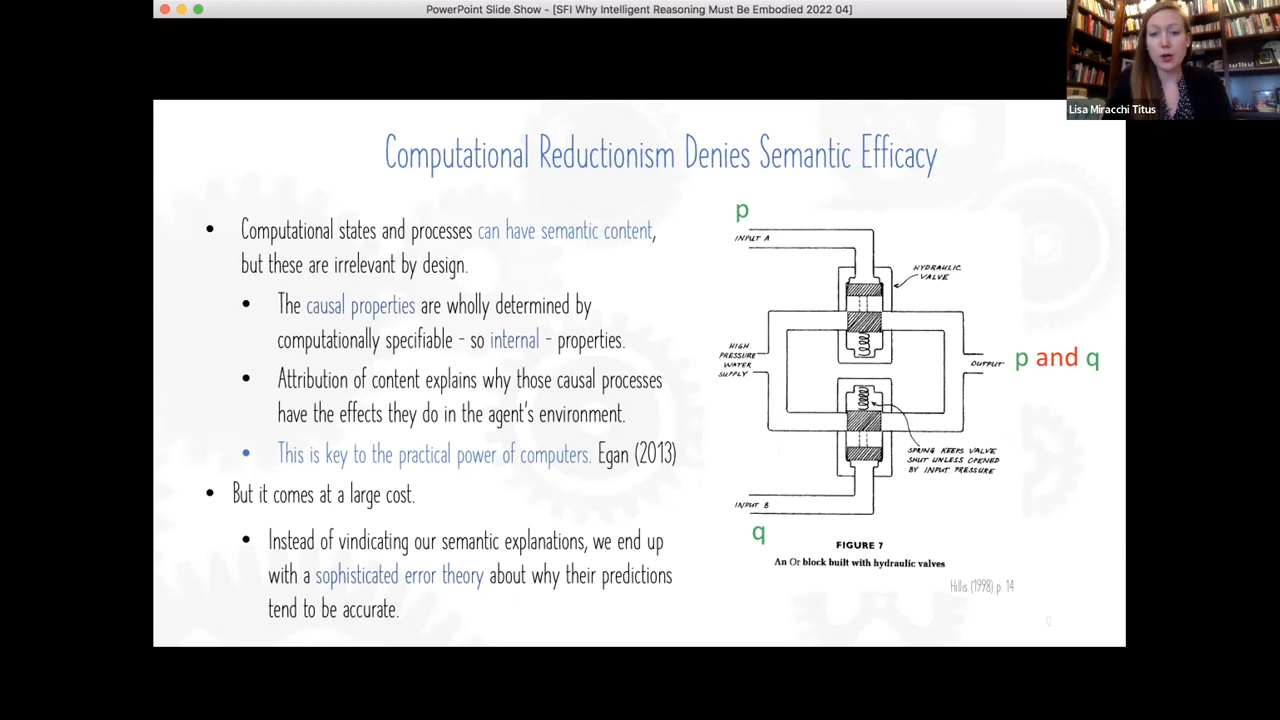 PowerPoint Slide Show - [SFI Why Intelligent Reasoning Must Be Embodied 2022 04]
Lisa Miracchi Titus
Computational Reductionism Denies Semantic Efficacy
• Computational states and processes can have semantic content,
but these are irrelevant by design.
• The causal properties are wholly determined by
computationally specifiable - so internal - properties.
• Attribution of content explains why those causal processes
have the effects they do in the agent's environment.
• This is key to the practical power of computers. Egan (2013)
• But it comes at a large cost.
• Instead of vindicating our semantic explanations, we end up
with a sophisticated error theory about why their predictions
tend to be accurate.
p
INPUT A
HYDRAULIC
VALVE
HIGH
PRESSURE
WATER
SUPPLY
OUTPUT
p and q
SPRING KEEPS VALVE
SHUT UNLESS OPENED
BY INPUT PRESSURE
INPUT B
q
FIGURE 7
An Or block built with hydraulic valves
Hillis (1998) p. 14
12